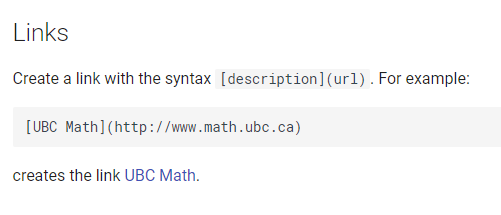 Links
Create a link with the syntax [description](url). For example:
[UBC Math](http://www.math.ubc.ca)
creates the link UBC Math.